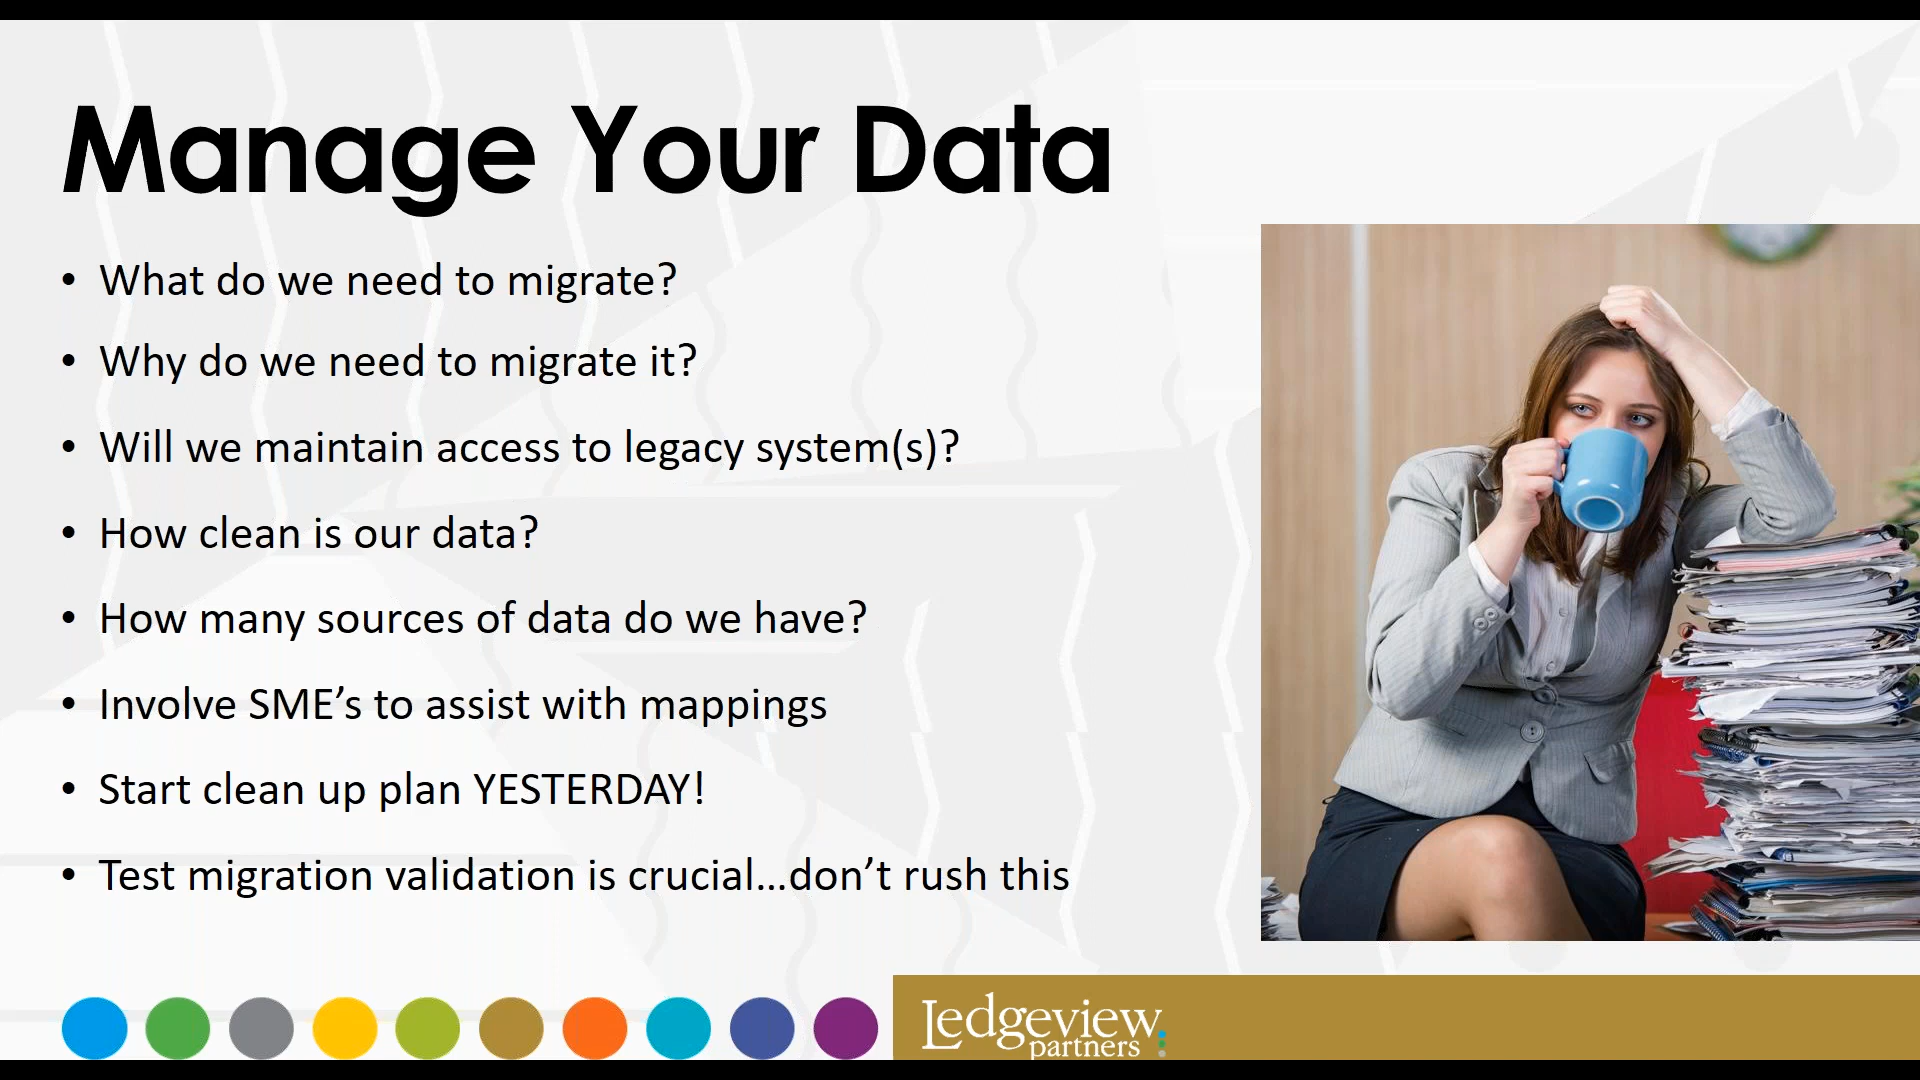 Manage Your Data
• What do we need to migrate?
• Why do we need to migrate it?
• Will we maintain access to legacy system(s)?
• How clean is our data?
• How many sources of data do we have?
• Involve SME’s to assist with mappings
• Start clean up plan YESTERDAY!
• Test migration validation is crucial…don’t rush this
Ledgeview
partners